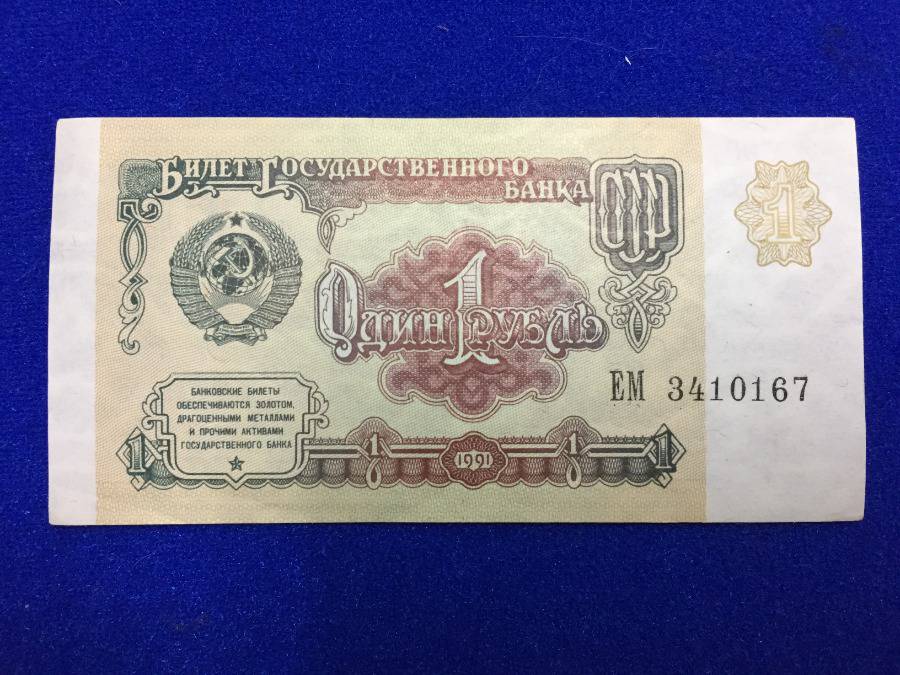 Билет Государственного
Банка СССР
1
Один 1 рубль
ЕМ 3410167
БАНКОВСКИЕ БИЛЕТЫ
ОБЕСПЕЧИВАЮТСЯ ЗОЛОТОМ,
ДРАГОЦЕННЫМИ МЕТАЛЛАМИ
И ПРОЧИМИ АКТИВАМИ
ГОСУДАРСТВЕННОГО БАНКА
1 1 1991 1 1